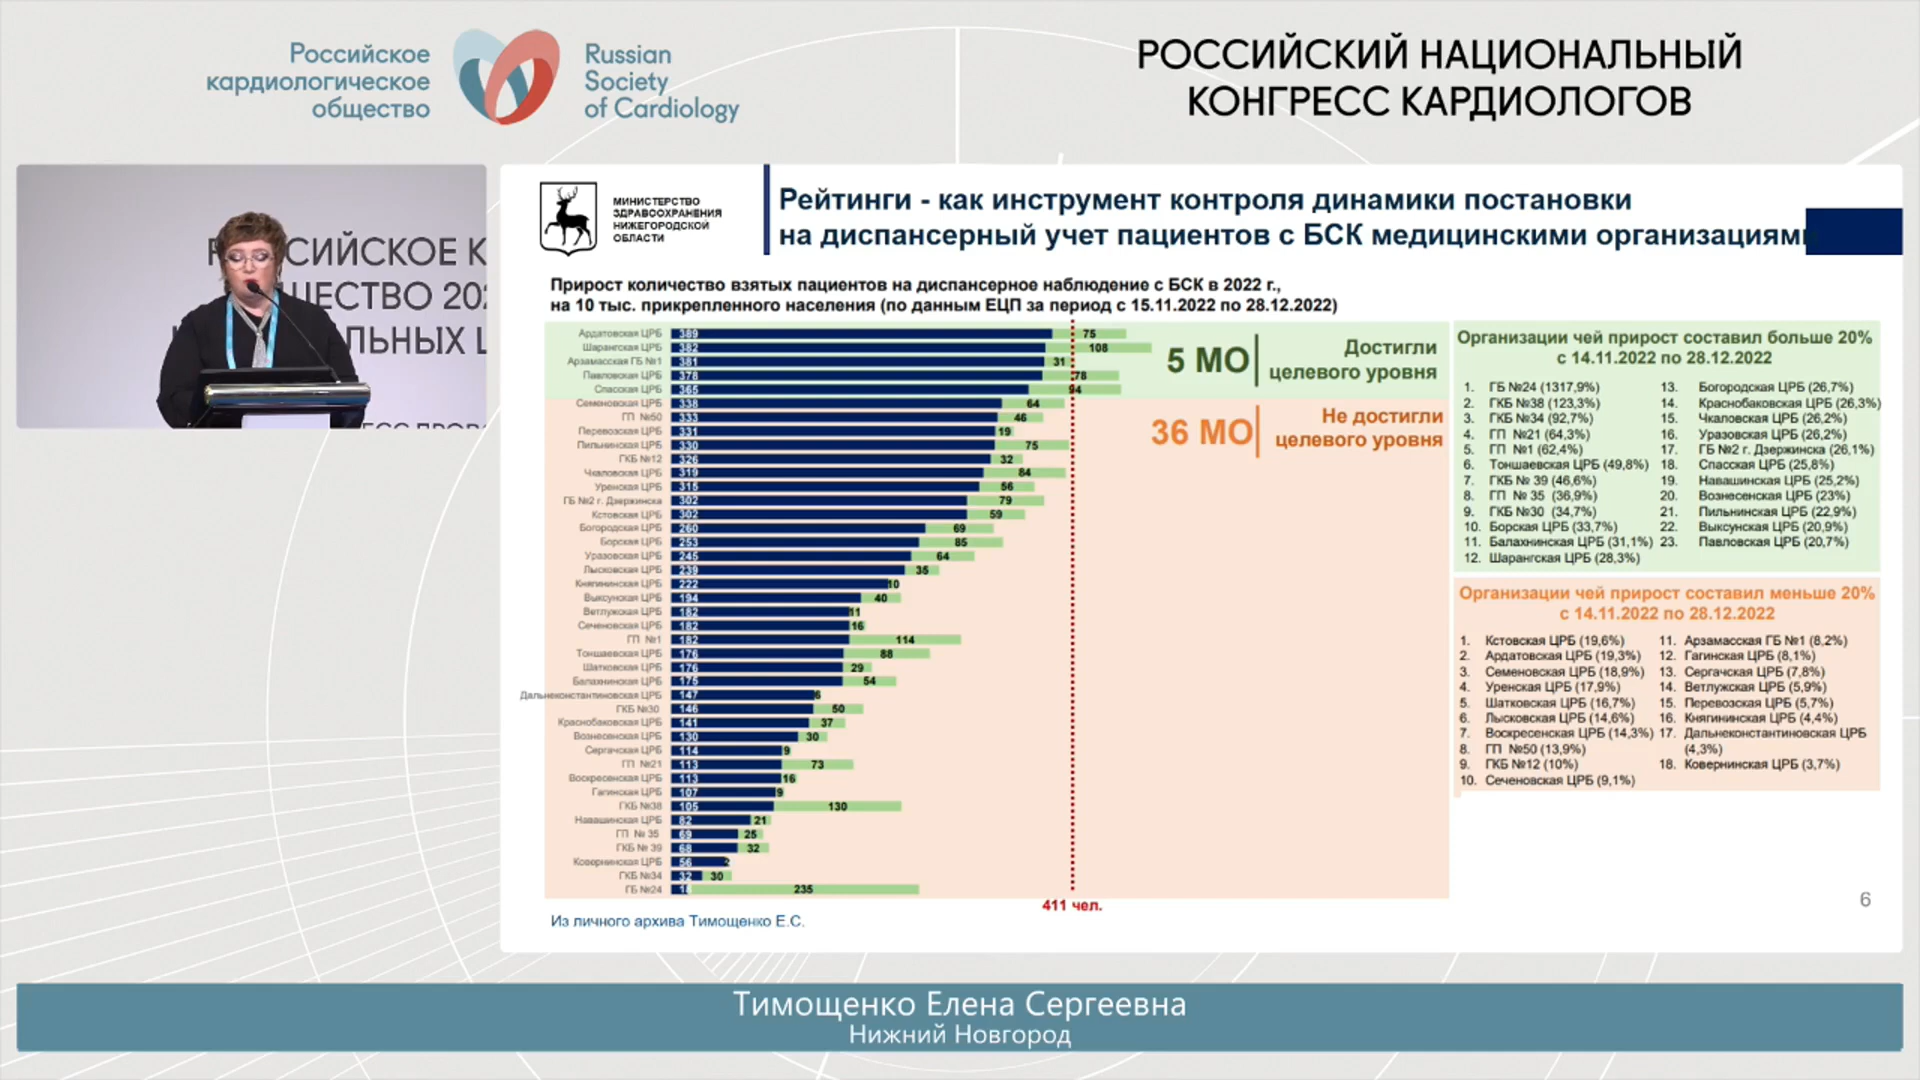 Российское
кардиологическое
общество
Russian
Society
of Cardiology
РОССИЙСКИЙ НАЦИОНАЛЬНЫЙ
КОНГРЕСС КАРДИОЛОГОВ
МИНИСТЕРСТВО
ЗДРАВООХРАНЕНИЯ
НИЖЕГОРОДСКОЙ
ОБЛАСТИ
Рейтинги - как инструмент контроля динамики постановки
на диспансерный учет пациентов с БСК медицинскими организациями
Прирост количество взятых пациентов на диспансерное наблюдение с БСК в 2022 г.,
на 10 тыс. прикрепленного населения (по данным ЕЦП за период с 15.11.2022 по 28.12.2022)
Ардатовская ЦРБ 389 75
Шарангская ЦРБ 382 108
Арзамасская ГБ №1 381 31
Павловская ЦРБ 378 78
Спасская ЦРБ 365 94
Семеновская ЦРБ 338 64
ГП №50 333 46
Перевозская ЦРБ 331 19
Пильнинская ЦРБ 330 75
ГКБ №12 326 32
Чкаловская ЦРБ 319 84
Уренская ЦРБ 315 56
ГБ №2 г. Дзержинска 302 79
Кстовская ЦРБ 302 59
Богородская ЦРБ 260 69
Борская ЦРБ 253 85
Уразовская ЦРБ 245 64
Лысковская ЦРБ 239 35
Княгининская ЦРБ 222 10
Выксунская ЦРБ 194 40
Ветлужская ЦРБ 182 11
Сеченовская ЦРБ 182 16
ГП №1 182 114
Тоншаевская ЦРБ 176 88
Шатковская ЦРБ 176 29
Балахнинская ЦРБ 175 54
Дальнеконстантиновская ЦРБ 147 6
ГКБ №30 146 50
Краснобаковская ЦРБ 141 37
Вознесенская ЦРБ 130 30
Сергачская ЦРБ 114 9
ГП №21 113 73
Воскресенская ЦРБ 113 16
Гагинская ЦРБ 107 9
ГКБ №38 105 130
Навашинская ЦРБ 82 21
ГП № 35 69 25
ГКБ № 39 68 32
Ковернинская ЦРБ 56 2
ГКБ №34 32 30
ГБ №24 235
411 чел.
5 МО
Достигли
целевого уровня
36 МО
Не достигли
целевого уровня
Организации чей прирост составил больше 20%
с 14.11.2022 по 28.12.2022
1. ГБ №24 (1317,9%)
2. ГКБ №38 (123,3%)
3. ГКБ №34 (92,7%)
4. ГП №21 (64,3%)
5. ГП №1 (62,4%)
6. Тоншаевская ЦРБ (49,8%)
7. ГКБ № 39 (46,6%)
8. ГП № 35 (36,9%)
9. ГКБ №30 (34,7%)
10. Борская ЦРБ (33,7%)
11. Балахнинская ЦРБ (31,1%)
12. Шарангская ЦРБ (28,3%)
13. Богородская ЦРБ (26,7%)
14. Краснобаковская ЦРБ (26,3%)
15. Чкаловская ЦРБ (26,2%)
16. Уразовская ЦРБ (26,2%)
17. ГБ №2 г. Дзержинска (26,1%)
18. Спасская ЦРБ (25,8%)
19. Навашинская ЦРБ (25,2%)
20. Вознесенская ЦРБ (23%)
21. Пильнинская ЦРБ (22,9%)
22. Выксунская ЦРБ (20,9%)
23. Павловская ЦРБ (20,7%)
Организации чей прирост составил меньше 20%
с 14.11.2022 по 28.12.2022
1. Кстовская ЦРБ (19,6%)
2. Ардатовская ЦРБ (19,3%)
3. Семеновская ЦРБ (18,9%)
4. Уренская ЦРБ (17,9%)
5. Шатковская ЦРБ (16,7%)
6. Лысковская ЦРБ (14,6%)
7. Воскресенская ЦРБ (14,3%)
8. ГП №50 (13,9%)
9. ГКБ №12 (10%)
10. Сеченовская ЦРБ (9,1%)
11. Арзамасская ГБ №1 (8,2%)
12. Гагинская ЦРБ (8,1%)
13. Сергачская ЦРБ (7,8%)
14. Ветлужская ЦРБ (5,9%)
15. Перевозская ЦРБ (5,7%)
16. Княгининская ЦРБ (4,4%)
17. Дальнеконстантиновская ЦРБ
(4,3%)
18. Ковернинская ЦРБ (3,7%)
Из личного архива Тимощенко Е.С.
6
Тимощенко Елена Сергеевна
Нижний Новгород